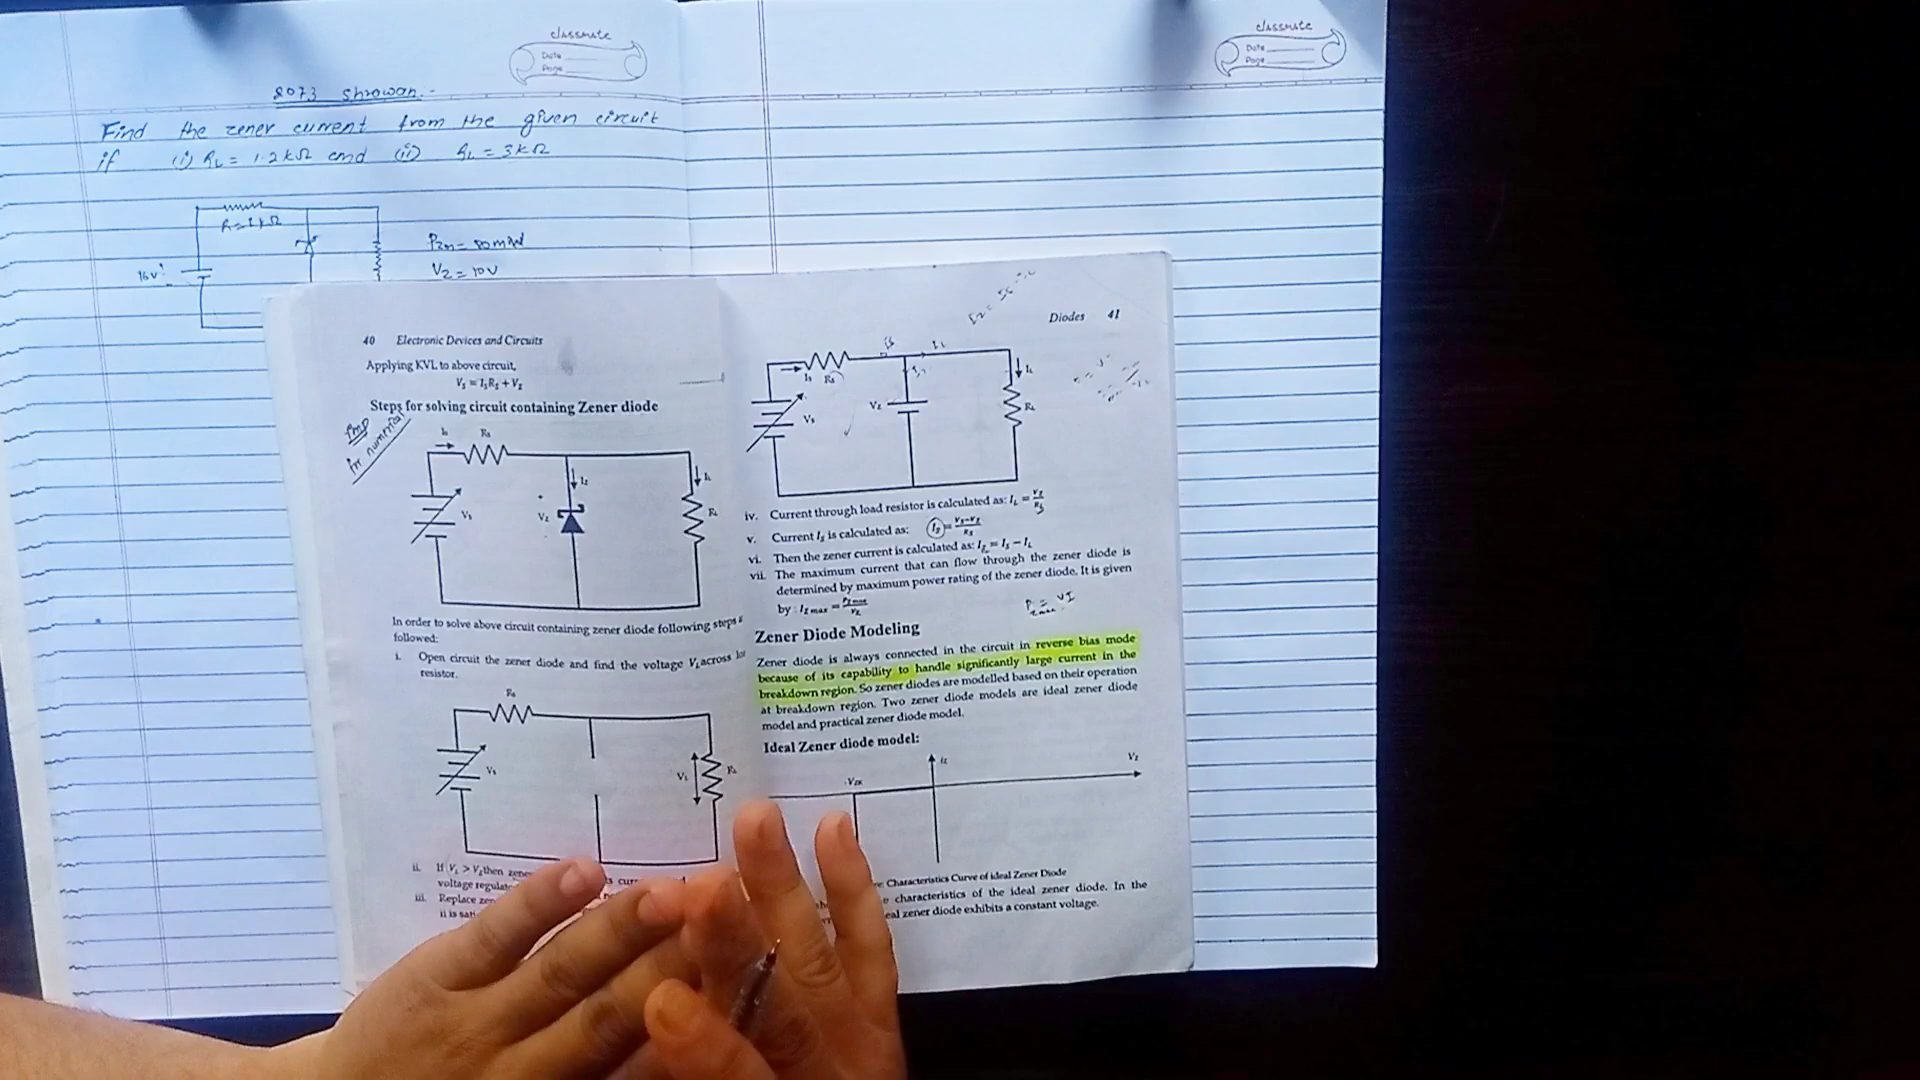 classmate
Date
Page
classmate
Date
Page
2073 Shrawan.
Find the zener current from the given circuit
if (i) RL = 1.2kΩ and (ii) RL = 3kΩ
R=1kΩ
16v
Pzm = 30mW
VZ = 10V
40 Electronic Devices and Circuits
Applying KVL to above circuit,
Vs = IsRs + Vz
Steps for solving circuit containing Zener diode
Imp
for numerical
Is
Rs
Iz
IL
Vs
Vz
RL
In order to solve above circuit containing zener diode following steps
followed:
i. Open circuit the zener diode and find the voltage VL across
resistor.
Rs
Vs
VL
RL
ii. If VL > Vz then
voltage
iii. Replace
ii is
Diodes 41
IL
Is Rs
IL
Vs
Vz
RL
iv. Current through load resistor is calculated as: IL =
v. Current Is is calculated as: Is = Vs-Vz/Rs
vi. Then the zener current is calculated as: Iz = Is – IL
vii. The maximum current that can flow through the zener diode is
determined by maximum power rating of the zener diode. It is given
by : Iz max = Pz max/Vz
Pzmax = VI
Zener Diode Modeling
Zener diode is always connected in the circuit in reverse bias mode
because of its capability to handle significantly large current in the
breakdown region. So zener diodes are modelled based on their operation
at breakdown region. Two zener diode models are ideal zener diode
model and practical zener diode model.
Ideal Zener diode model:
iz
Vz
-VZK
Characteristics Curve of ideal Zener Diode
characteristics of the ideal zener diode. In the
zener diode exhibits a constant voltage.